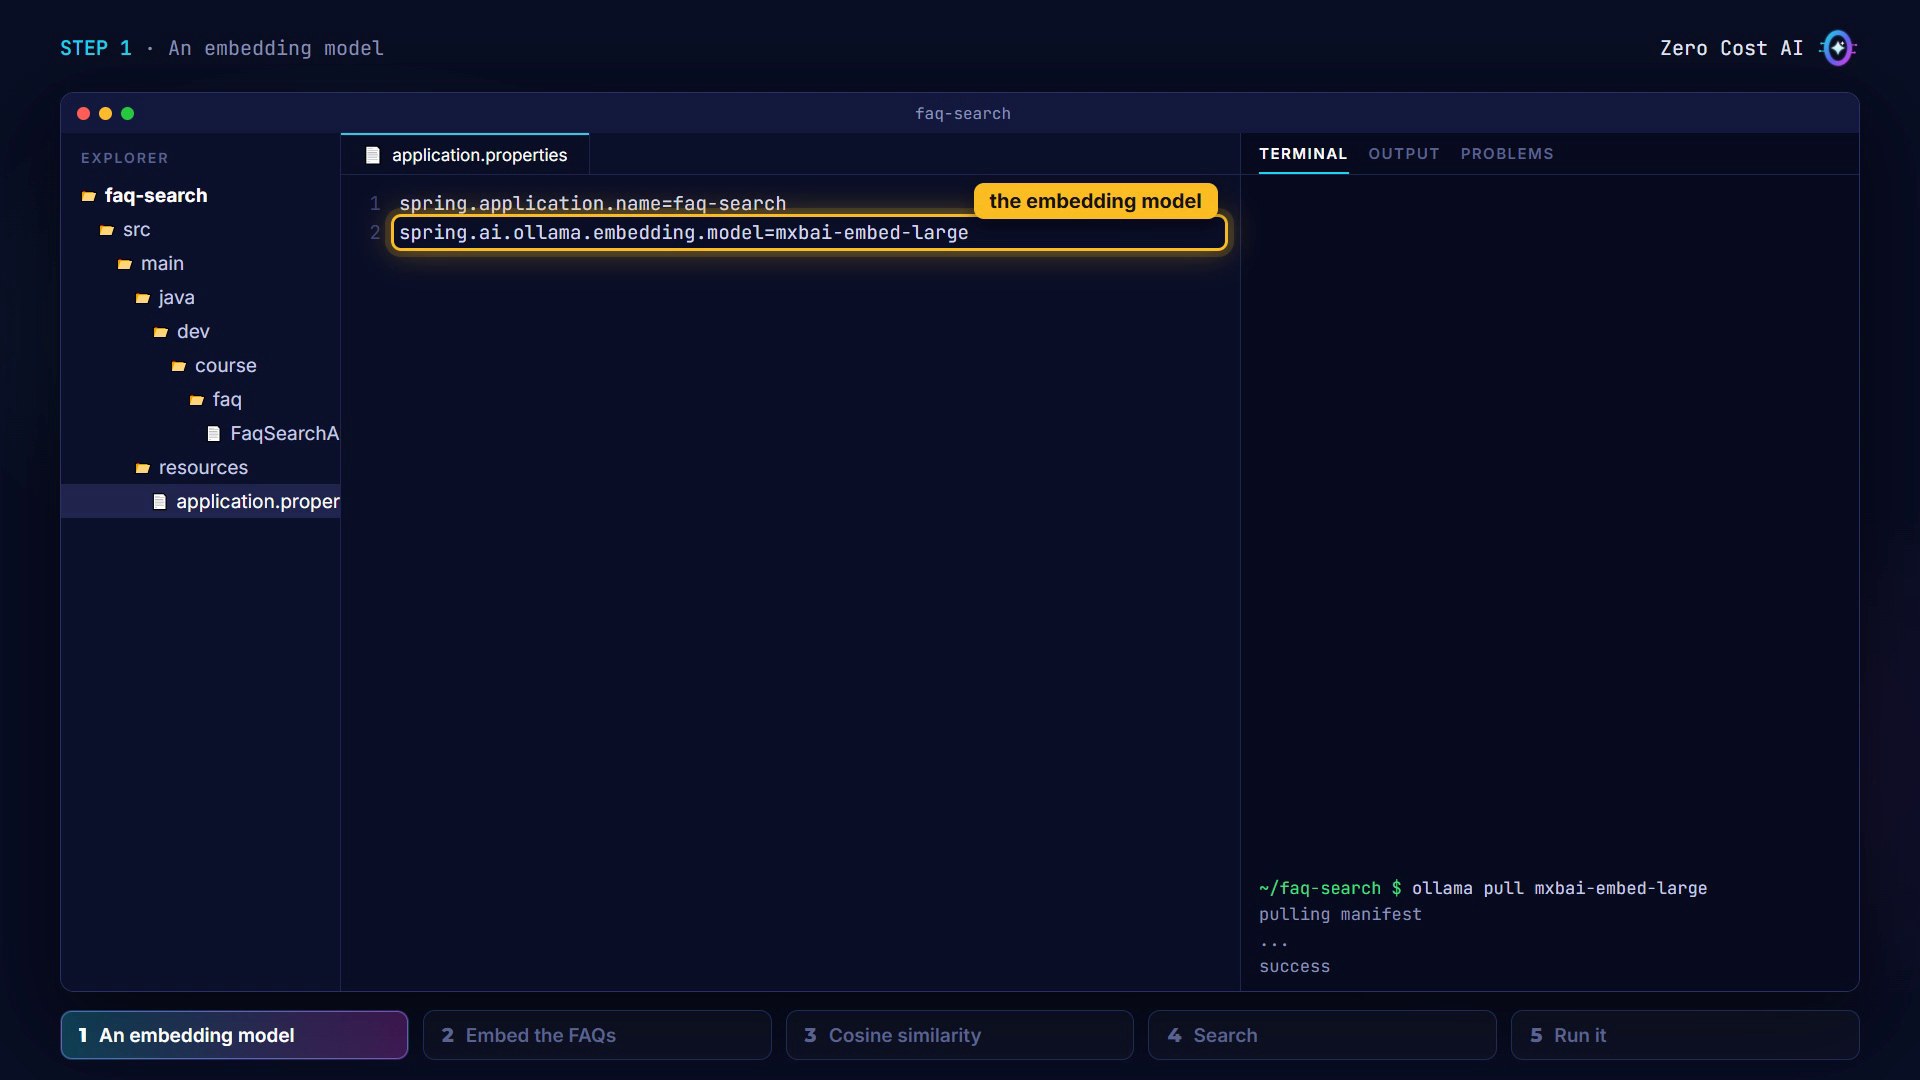 STEP 1 · An embedding model
Zero Cost AI
faq-search
EXPLORER
faq-search
src
main
java
dev
course
faq
FaqSearchA
resources
application.proper
application.properties
1 spring.application.name=faq-search
the embedding model
2 spring.ai.ollama.embedding.model=mxbai-embed-large
TERMINAL OUTPUT PROBLEMS
~/faq-search $ ollama pull mxbai-embed-large
pulling manifest
...
success
1 An embedding model
2 Embed the FAQs
3 Cosine similarity
4 Search
5 Run it